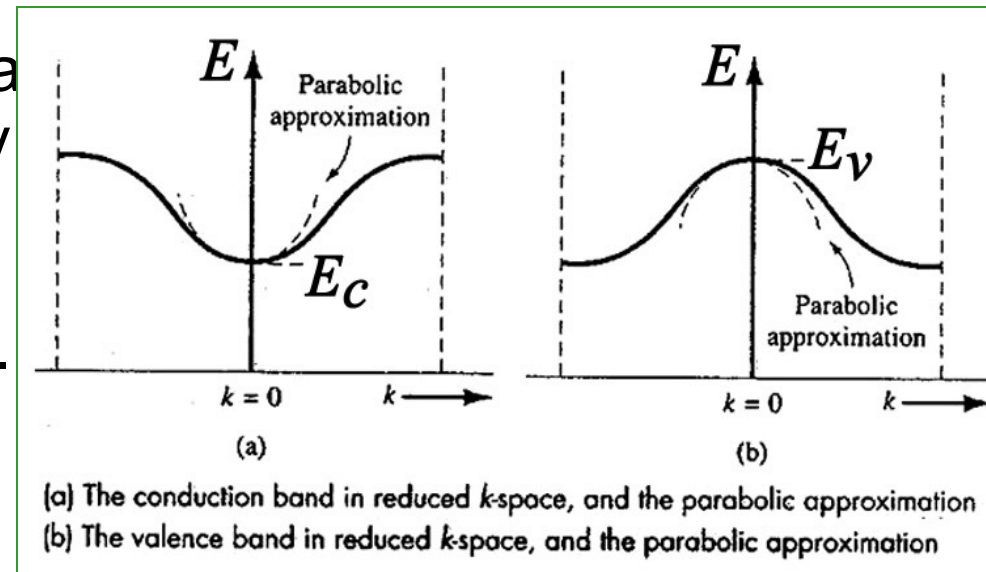 a
y
E
Parabolic
approximation
E_C
k = 0
k
(a)
E
E_v
Parabolic
approximation
k = 0
k
(b)
(a) The conduction band in reduced k-space, and the parabolic approximation
(b) The valence band in reduced k-space, and the parabolic approximation